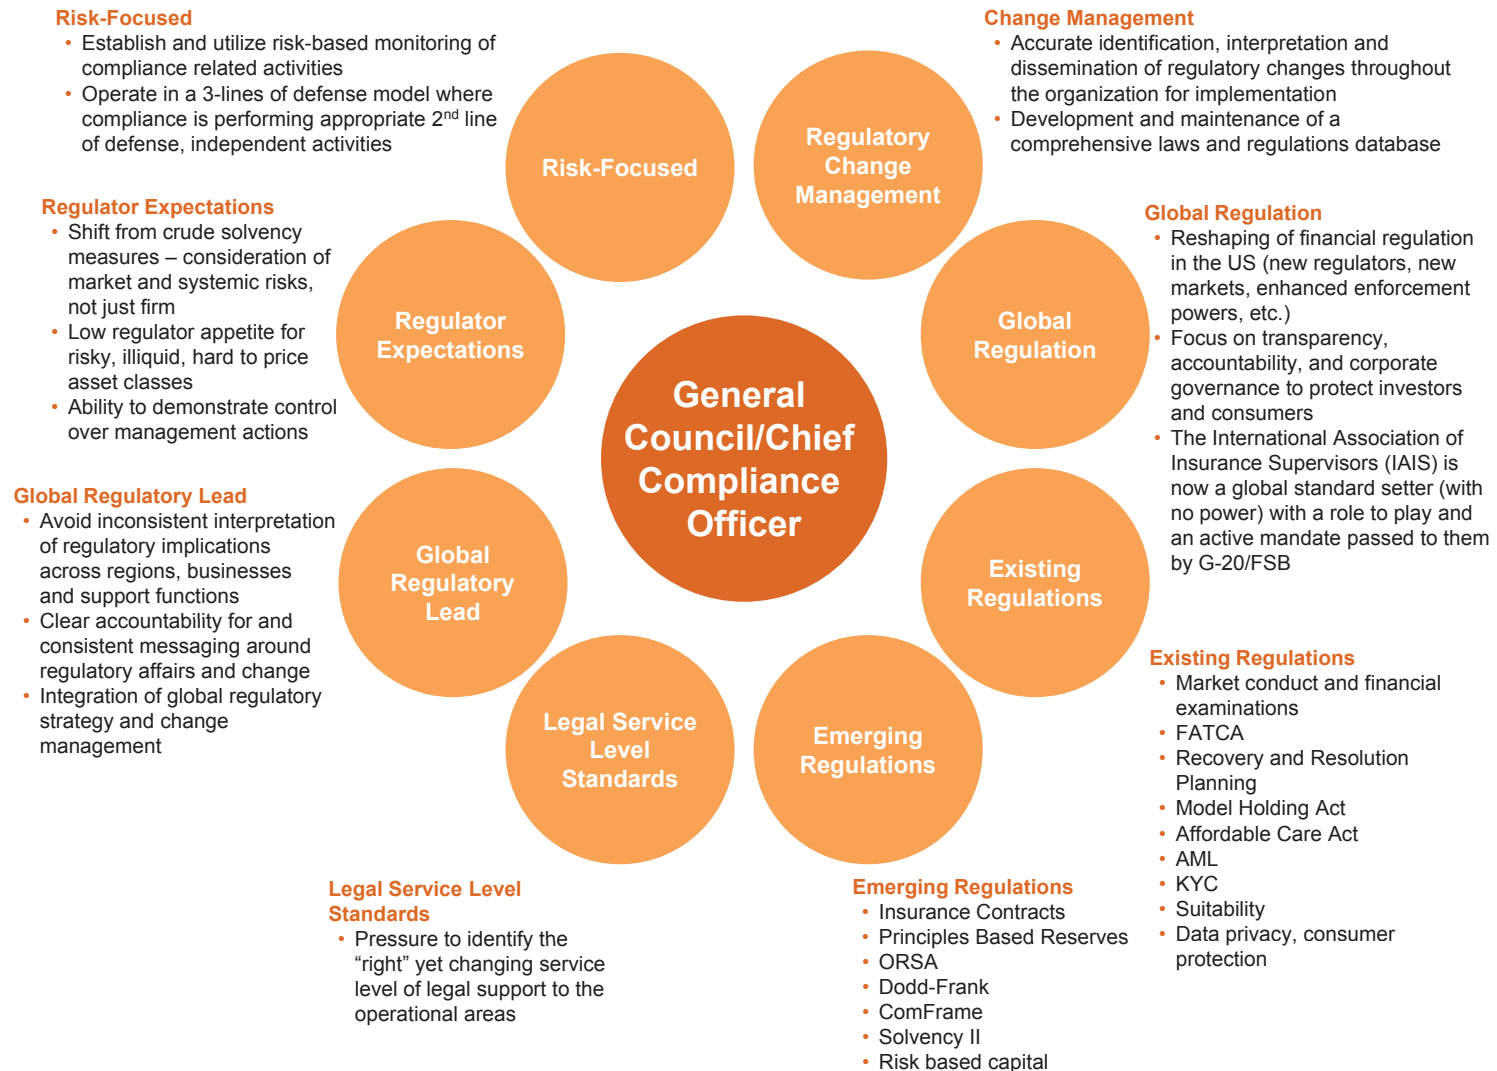 Risk-Focused
• Establish and utilize risk-based monitoring of
compliance related activities
• Operate in a 3-lines of defense model where
compliance is performing appropriate 2nd line
of defense, independent activities
Change Management
• Accurate identification, interpretation and
dissemination of regulatory changes throughout
the organization for implementation
• Development and maintenance of a
comprehensive laws and regulations database
Risk-Focused
Regulatory
Change
Management
Regulator Expectations
• Shift from crude solvency
measures – consideration of
market and systemic risks,
not just firm
• Low regulator appetite for
risky, illiquid, hard to price
asset classes
• Ability to demonstrate control
over management actions
Regulator
Expectations
Global
Regulation
Global Regulation
• Reshaping of financial regulation
in the US (new regulators, new
markets, enhanced enforcement
powers, etc.)
• Focus on transparency,
accountability, and corporate
governance to protect investors
and consumers
• The International Association of
Insurance Supervisors (IAIS) is
now a global standard setter (with
no power) with a role to play and
an active mandate passed to them
by G-20/FSB
General
Council/Chief
Compliance
Officer
Global Regulatory Lead
• Avoid inconsistent interpretation
of regulatory implications
across regions, businesses
and support functions
• Clear accountability for and
consistent messaging around
regulatory affairs and change
• Integration of global regulatory
strategy and change
management
Global
Regulatory
Lead
Existing
Regulations
Existing Regulations
• Market conduct and financial
examinations
• FATCA
• Recovery and Resolution
Planning
• Model Holding Act
• Affordable Care Act
• AML
• KYC
• Suitability
• Data privacy, consumer
protection
Legal Service
Level
Standards
Emerging
Regulations
Legal Service Level
Standards
• Pressure to identify the
“right” yet changing service
level of legal support to the
operational areas
Emerging Regulations
• Insurance Contracts
• Principles Based Reserves
• ORSA
• Dodd-Frank
• ComFrame
• Solvency II
• Risk based capital